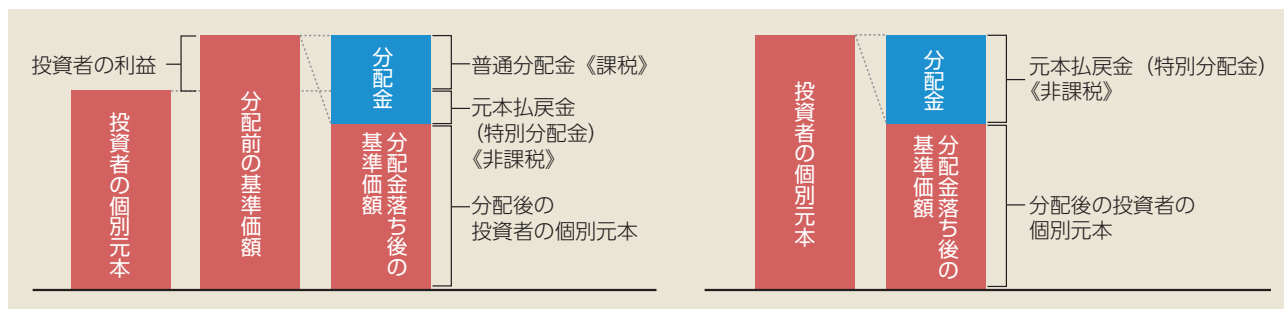 投資者の利益
投資者の個別元本
分配前の基準価額
分配金
分配金落ち後の
基準価額
普通分配金《課税》
元本払戻金
(特別分配金)
《非課税》
分配後の
投資者の個別元本
投資者の個別元本
分配金
分配金落ち後の
基準価額
元本払戻金（特別分配金）
《非課税》
分配後の投資者の
個別元本